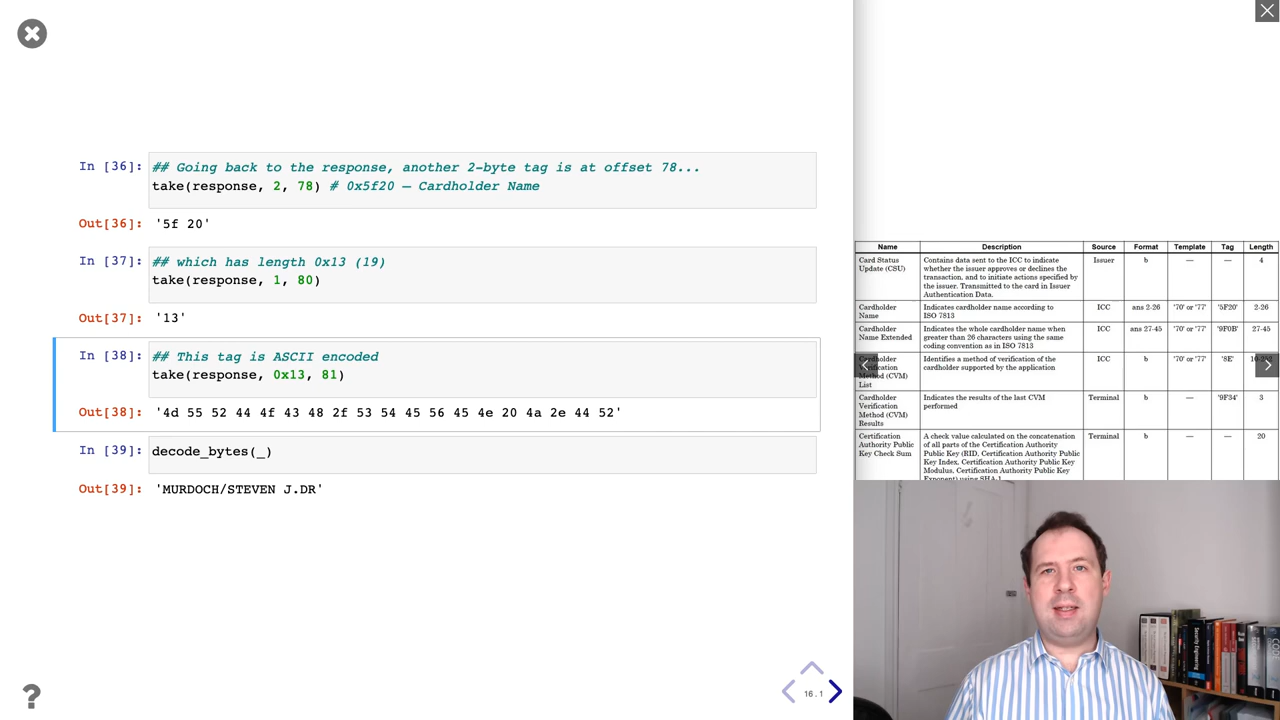 In [36]:
## Going back to the response, another 2-byte tag is at offset 78...
take(response, 2, 78) # 0x5f20 – Cardholder Name
Out[36]: '5f 20'
In [37]:
## which has length 0x13 (19)
take(response, 1, 80)
Out[37]: '13'
In [38]:
## This tag is ASCII encoded
take(response, 0x13, 81)
Out[38]: '4d 55 52 44 4f 43 48 2f 53 54 45 56 45 4e 20 4a 2e 44 52'
In [39]: decode_bytes(_)
Out[39]: 'MURDOCH/STEVEN J.DR'
16.1
?
Name Description Source Format Template Tag Length
Card Status
Update (CSU)
Contains data sent to the ICC to indicate
whether the issuer approves or declines the
transaction, and to initiate actions specified by
the issuer. Transmitted to the card in Issuer
Authentication Data.
Issuer b — — 4
Cardholder
Name
Indicates cardholder name according to
ISO 7813
ICC ans 2-26 '70' or '77' '5F20' 2-26
Cardholder
Name Extended
Indicates the whole cardholder name when
greater than 26 characters using the same
coding convention as in ISO 7813
ICC ans 27-45 '70' or '77' '9F0B' 27-45
Cardholder
Method (CVM)
List
Identifies a method of verification of the
cardholder supported by the application
ICC b '70' or '77' '8E'
Cardholder
Verification
Method (CVM)
Results
Indicates the results of the last CVM
performed
Terminal b — '9F34' 3
Certification
Authority Public
Key Check Sum
A check value calculated on the concatenation
of all parts of the Certification Authority
Public Key (RID, Certification Authority Public
Key Index, Certification Authority Public Key
Modulus, Certification Authority Public Key
Exponent) using SHA-1
Terminal b — — 20
Security Engineering